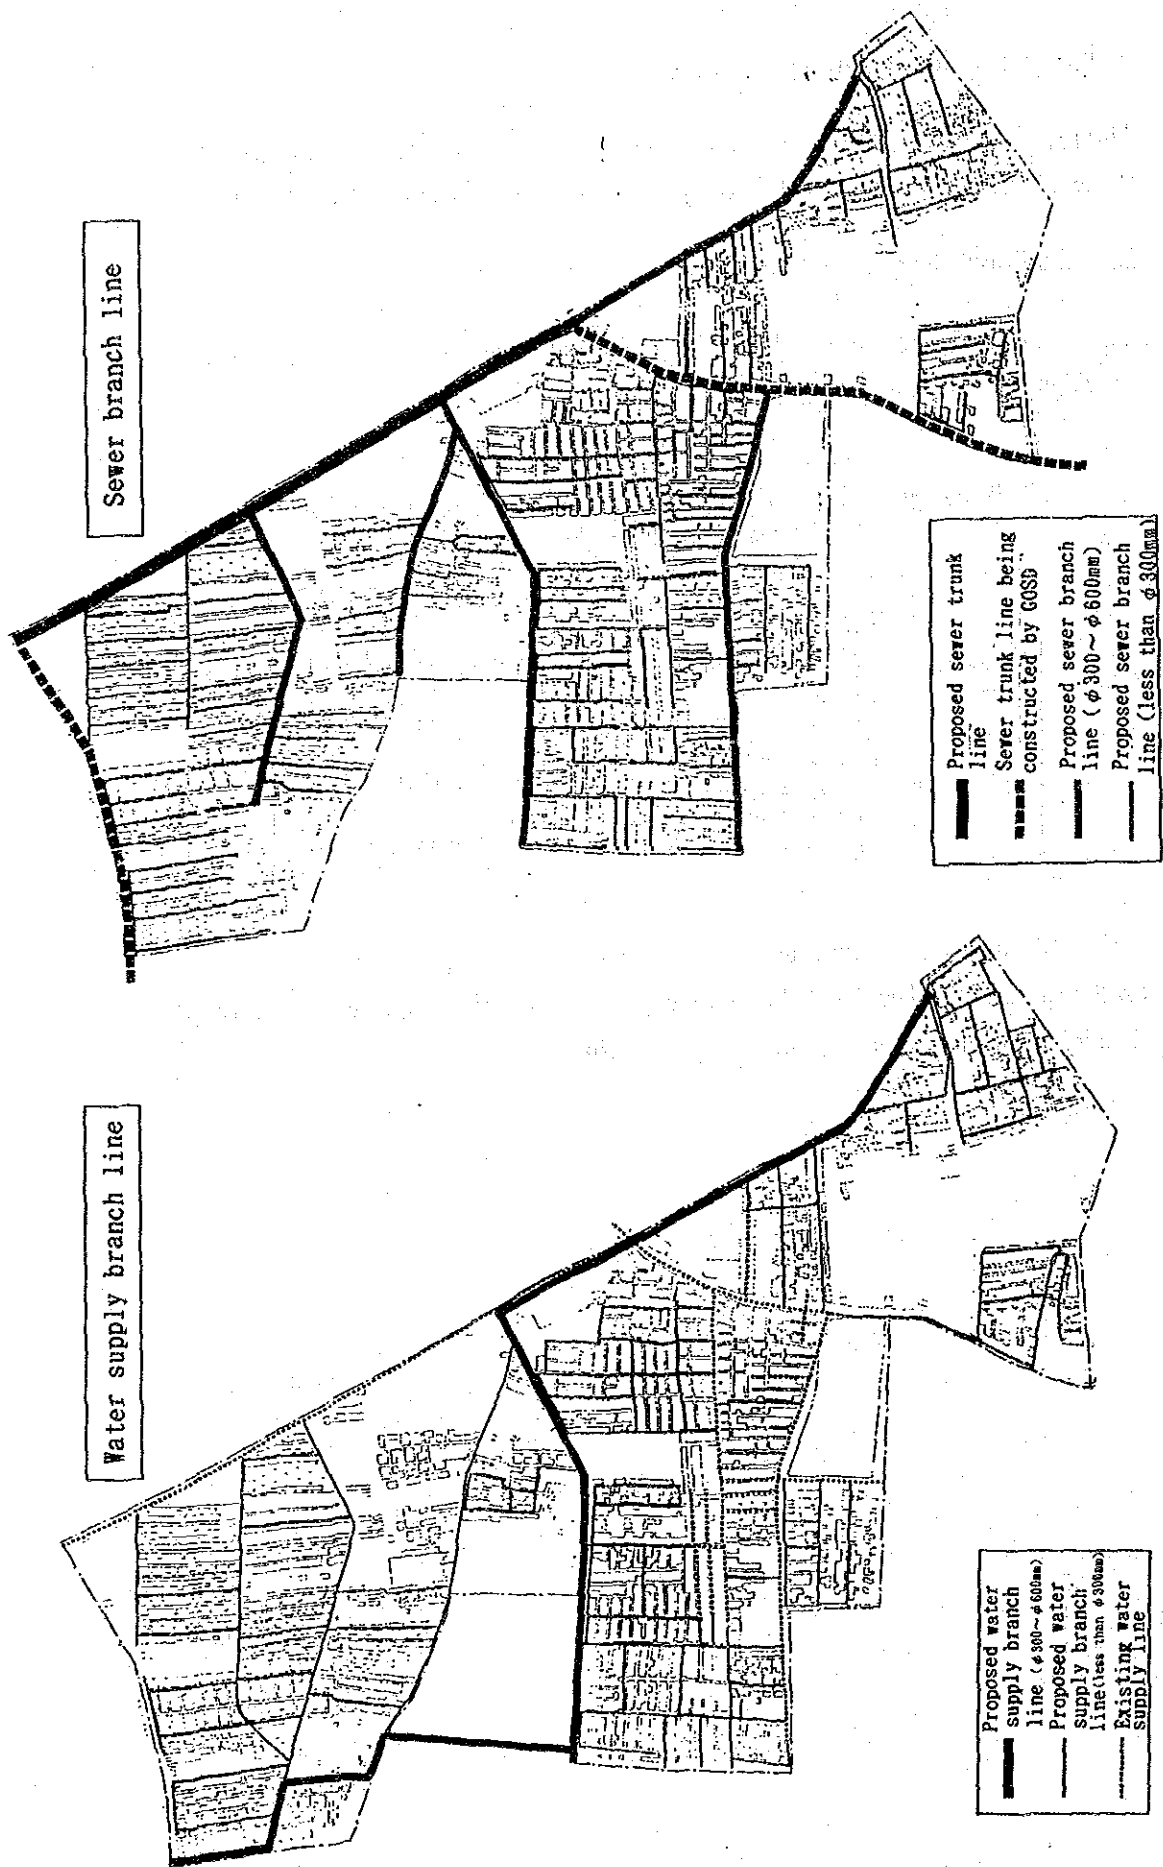 Water supply branch line
Proposed water
supply branch
line (φ300~φ600mm)
Proposed water
supply branch
line(less than φ300mm)
Existing water
supply line
Sewer branch line
Proposed sewer trunk
line
Sewer trunk line being
constructed by GOSD
Proposed sewer branch
line (φ300~φ600mm)
Proposed sewer branch
line (less than φ300mm)